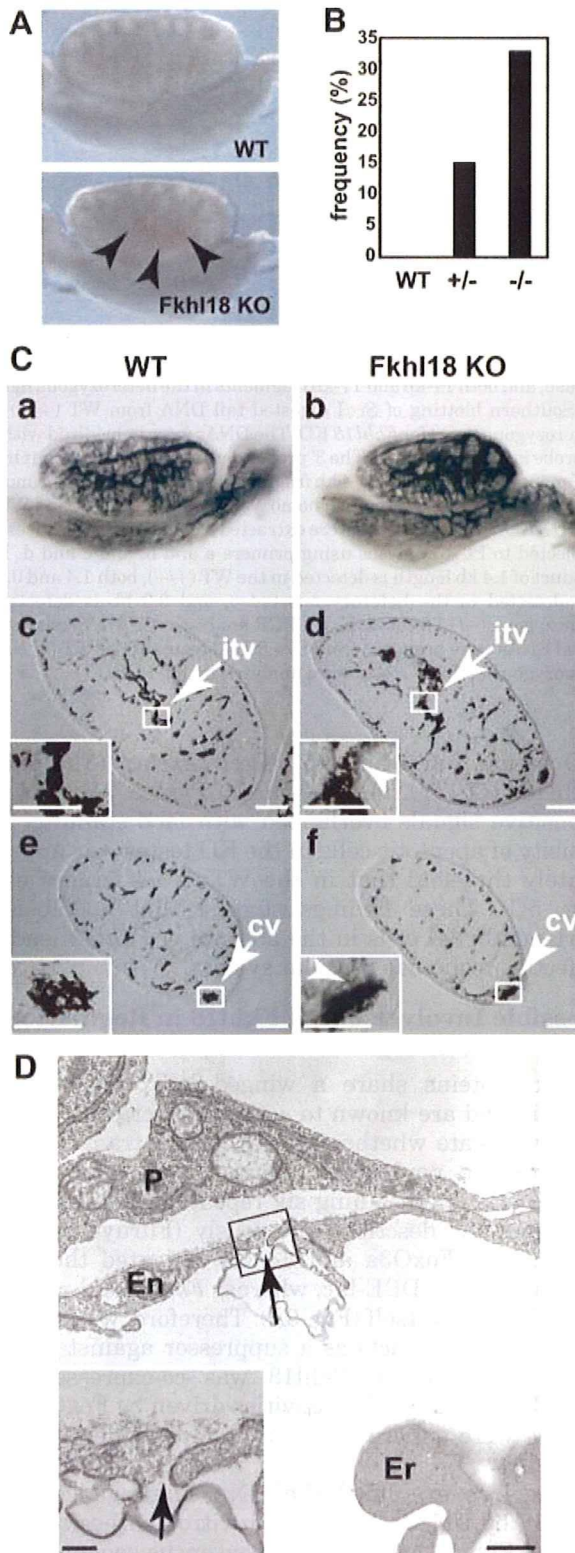 A
WT
Fkhl18 KO
B
frequency (%)
35
30
25
20
15
10
5
0
WT +/- -/-
C
WT Fkhl18 KO
a b
c itv d itv
e cv f cv
D
P
En
Er